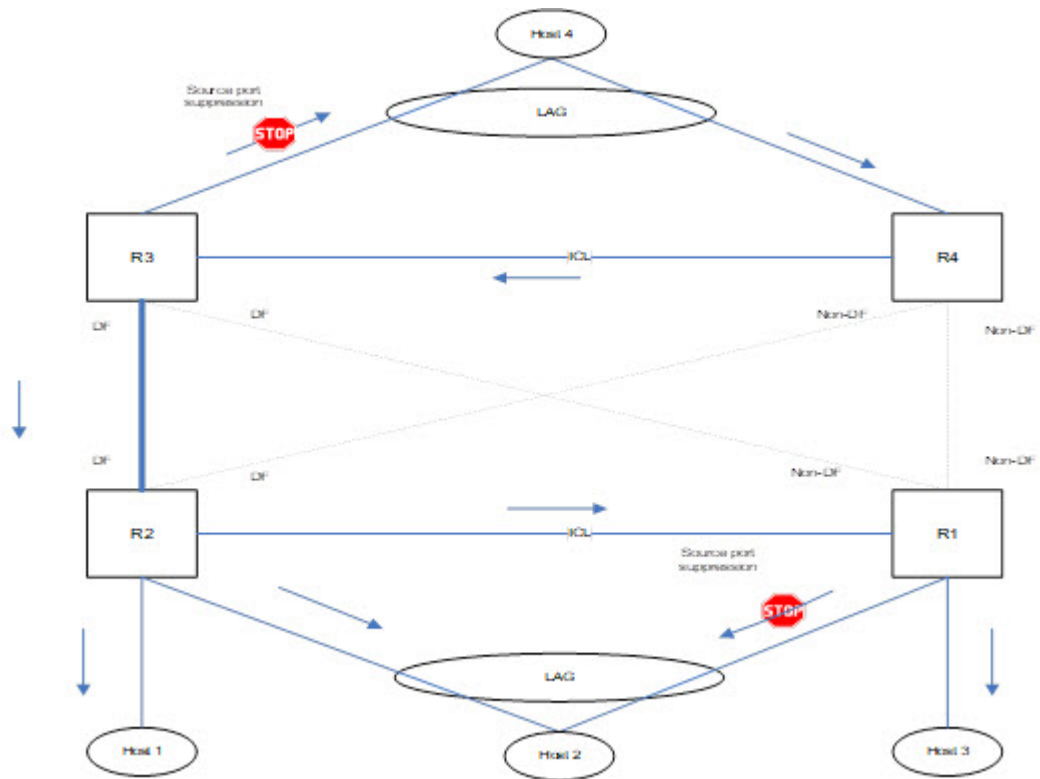 Host 4
Source port
suppression
STOP
LAG
R3
ICL
R4
DF
DF
Non-DF
Non-DF
DF
DF
Non-DF
Non-DF
R2
ICL
R1
Source port
suppression
STOP
LAG
Host 1
Host 2
Host 3